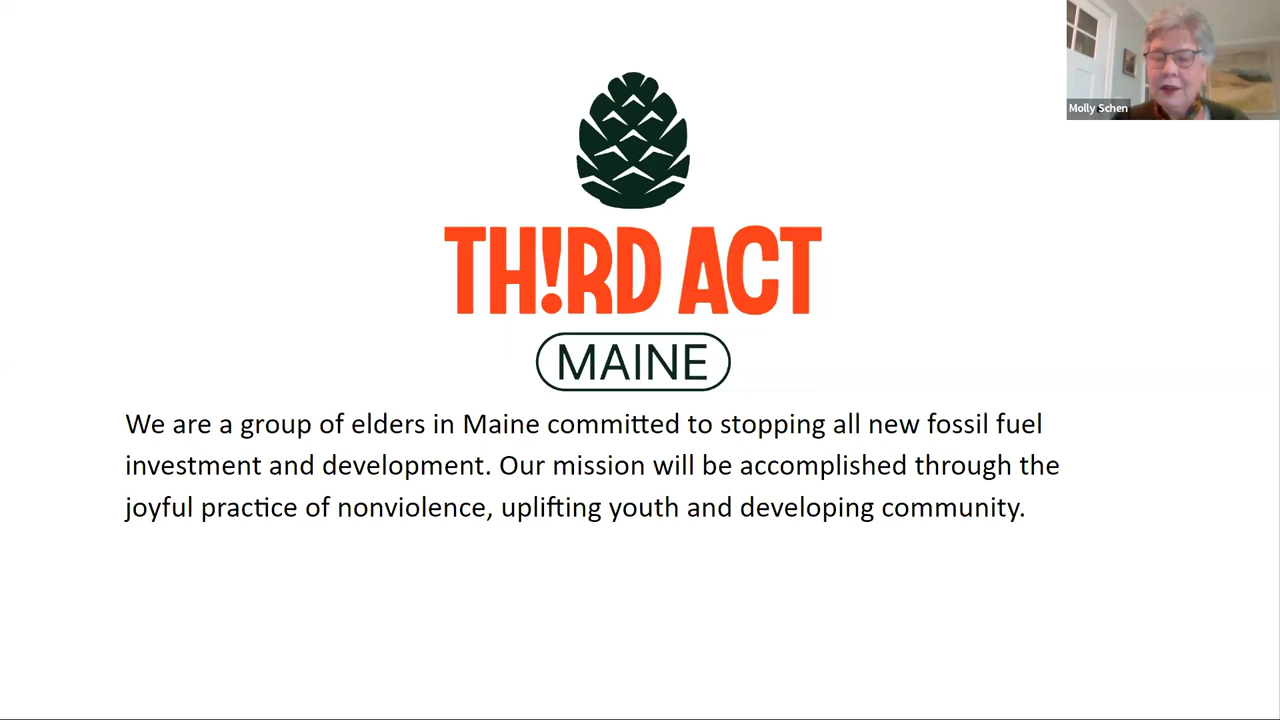 Molly Schen
TH!RD ACT
MAINE
We are a group of elders in Maine committed to stopping all new fossil fuel
investment and development. Our mission will be accomplished through the
joyful practice of nonviolence, uplifting youth and developing community.